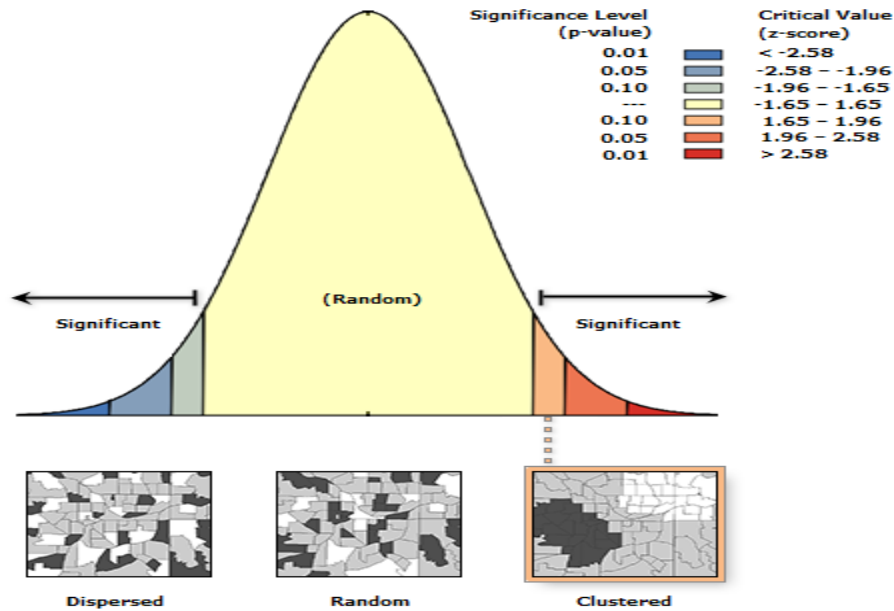 Significance Level Critical Value
(p-value) (z-score)
0.01 < -2.58
0.05 -2.58 – -1.96
0.10 -1.96 – -1.65
--- -1.65 – 1.65
0.10 1.65 – 1.96
0.05 1.96 – 2.58
0.01 > 2.58
(Random)
Significant Significant
Dispersed Random Clustered